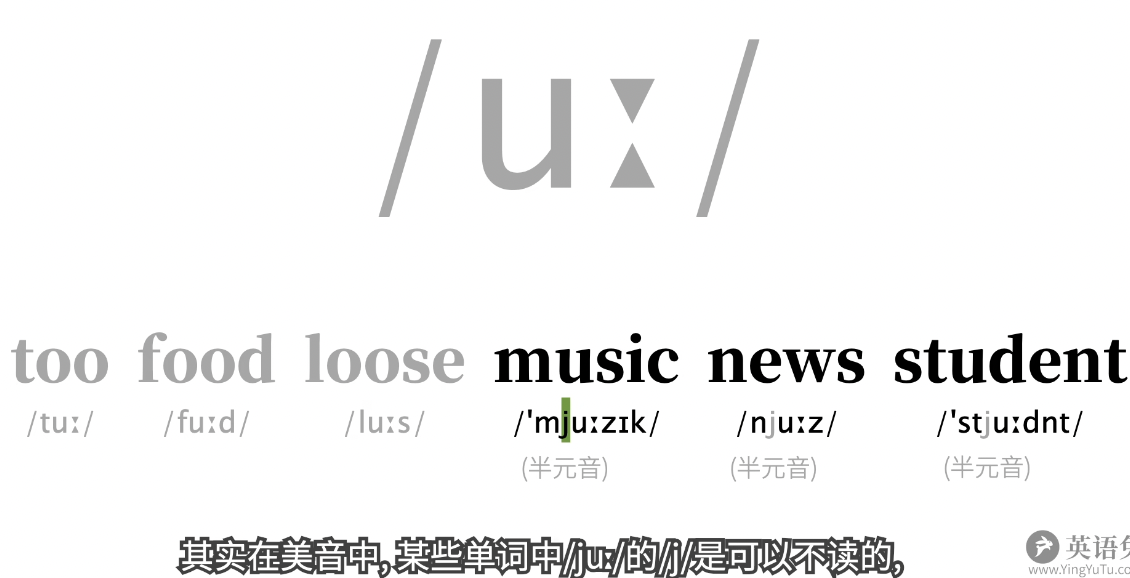 /uː/
too food loose music news student
/tuː/ /fuːd/ /luːs/ /'mjuːzɪk/ /njuːz/ /'stjuːdnt/
(半元音) (半元音) (半元音)
其实在美音中, 某些单词中/juː/的/j/是可以不读的,
英语
www.YingYuTu.co